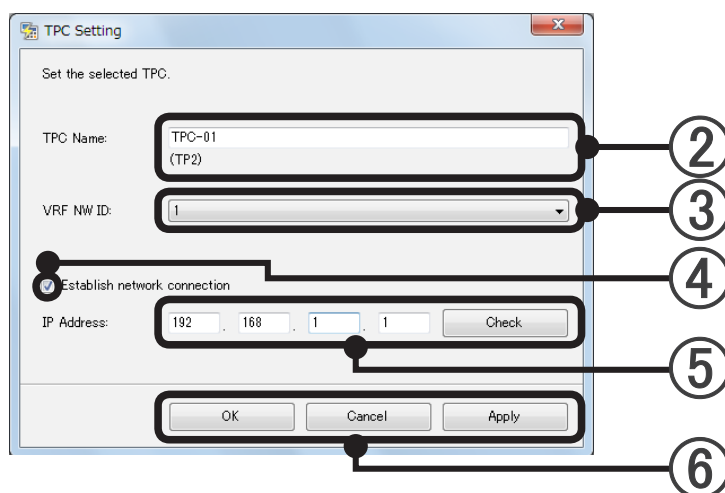 TPC Setting
Set the selected TPC.
TPC Name:
TPC-01
(TP2)
②
VRF NW ID:
1
③
④
Establish network connection
IP Address:
192 . 168 . 1 . 1
Check
⑤
OK
Cancel
Apply
⑥